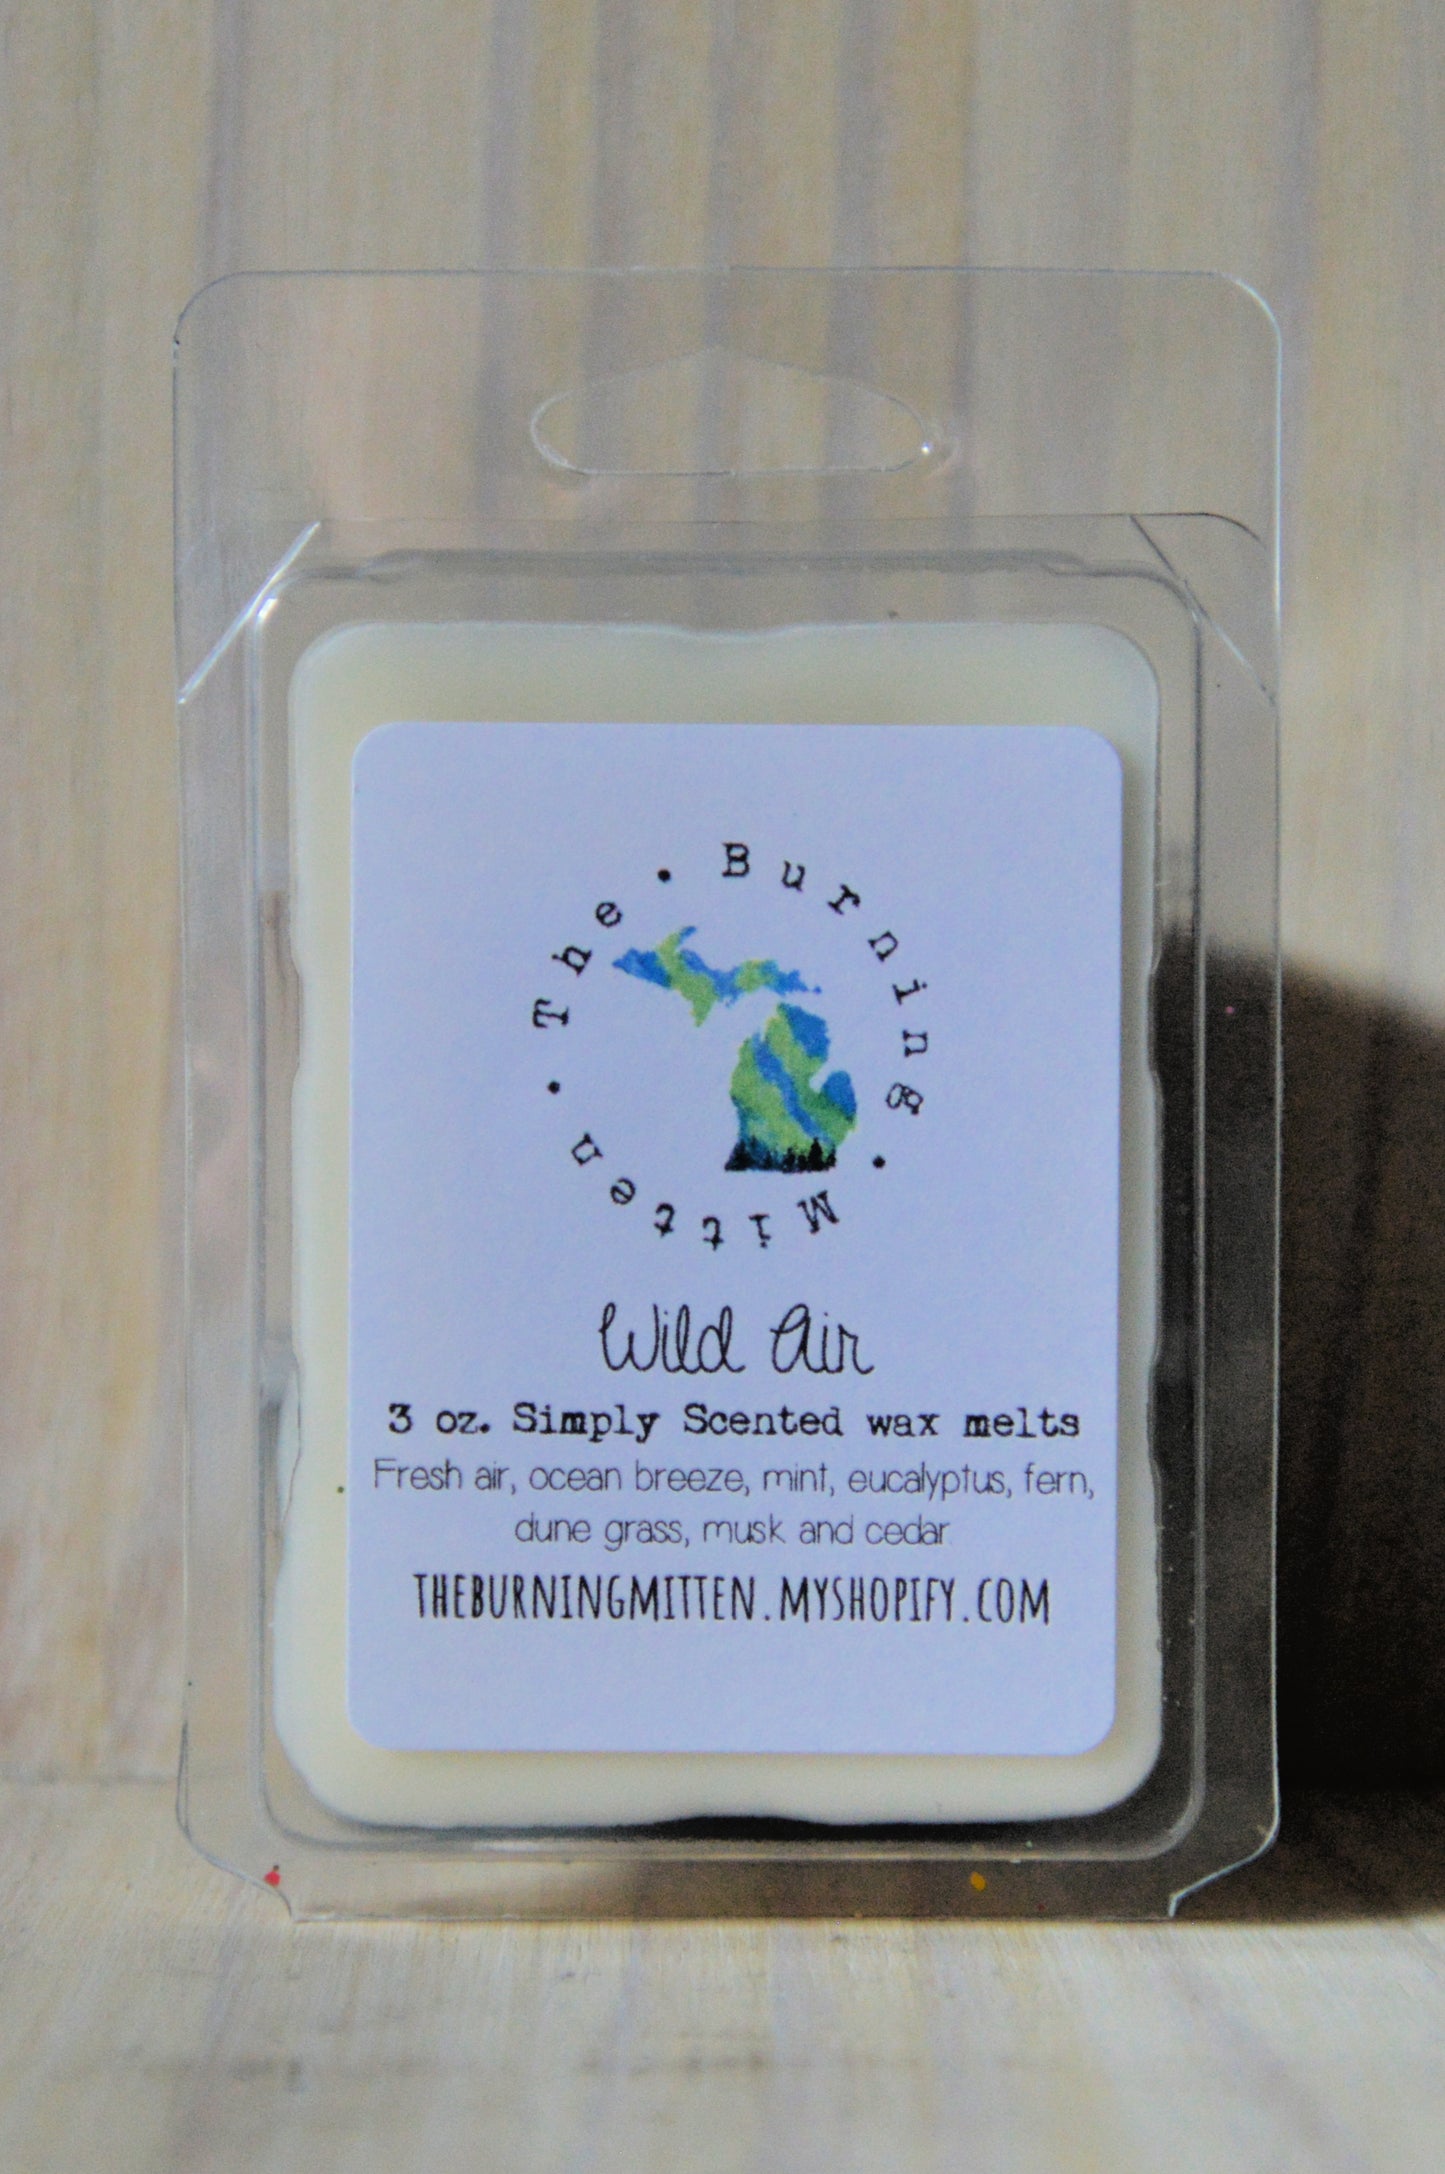 • The • Burning • Mitten
Wild Air
3 oz. Simply Scented wax melts
Fresh air, ocean breeze, mint, eucalyptus, fern,
dune grass, musk and cedar
THEBURNINGMITTEN.MYSHOPIFY.COM